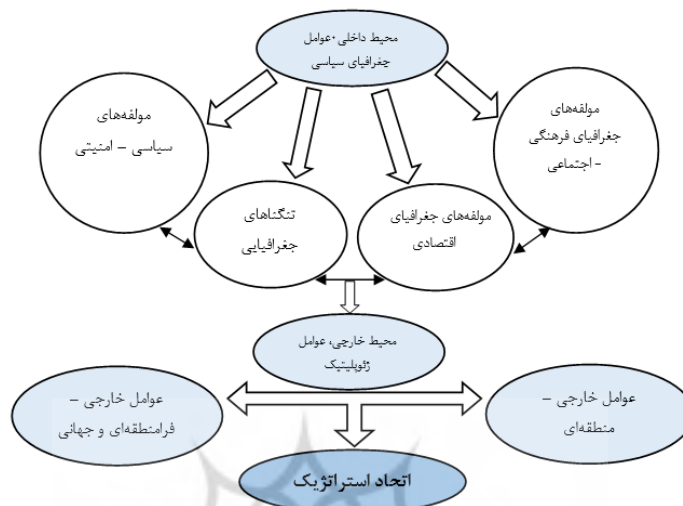 محیط داخلی،عوامل
جغرافیای سیاسی
مولفه‌های
جغرافیای فرهنگی
- اجتماعی
مولفه‌های
سیاسی – امنیتی
مولفه‌های جغرافیای
اقتصادی
تنگناهای
جغرافیایی
محیط خارجی، عوامل
ژئوپلیتیک
عوامل خارجی –
منطقه‌ای
عوامل خارجی –
فرامنطقه‌ای و جهانی
اتحاد استراتژیک